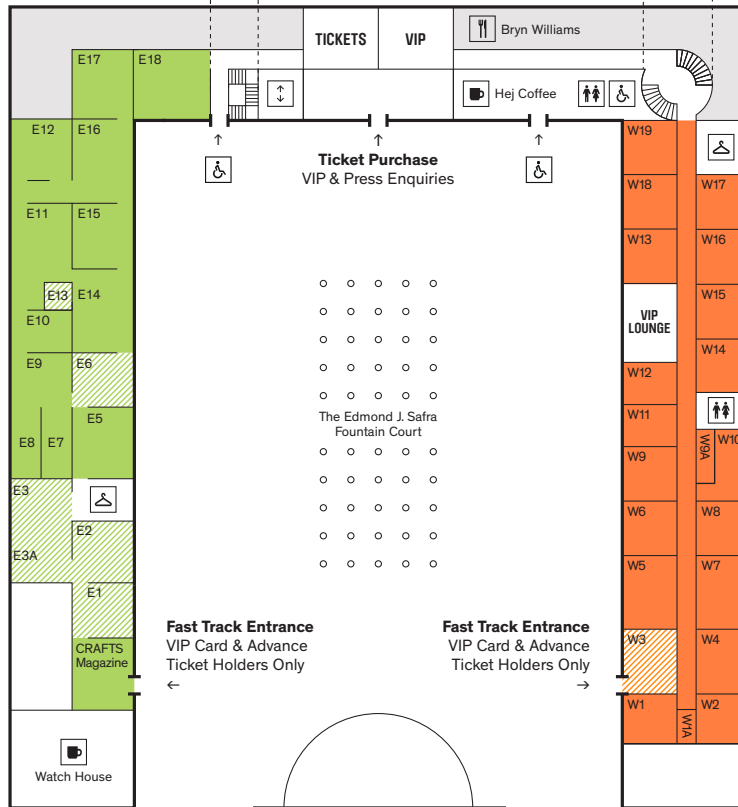 TICKETS
VIP
Bryn Williams
E17
E18
Hej Coffee
E12
E16
W19
Ticket Purchase
VIP & Press Enquiries
W18
W17
E11
E15
W13
W16
E13
E14
W15
E10
VIP
LOUNGE
W14
E9
E6
W12
The Edmond J. Safra
Fountain Court
E5
W11
E8
E7
W9
W9A
W10
E3
E2
W6
W8
E3A
W5
W7
E1
Fast Track Entrance
VIP Card & Advance
Ticket Holders Only
Fast Track Entrance
VIP Card & Advance
Ticket Holders Only
CRAFTS
Magazine
W3
W4
W1
W1A
W2
Watch House